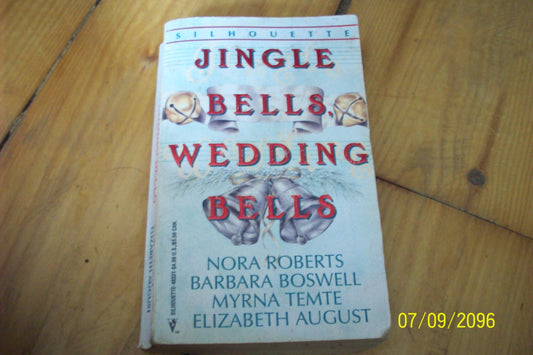 SILHOUETTE
JINGLE
BELLS,
WEDDING
BELLS
NORA ROBERTS
BARBARA BOSWELL
MYRNA TEMTE
ELIZABETH AUGUST
07/09/2096